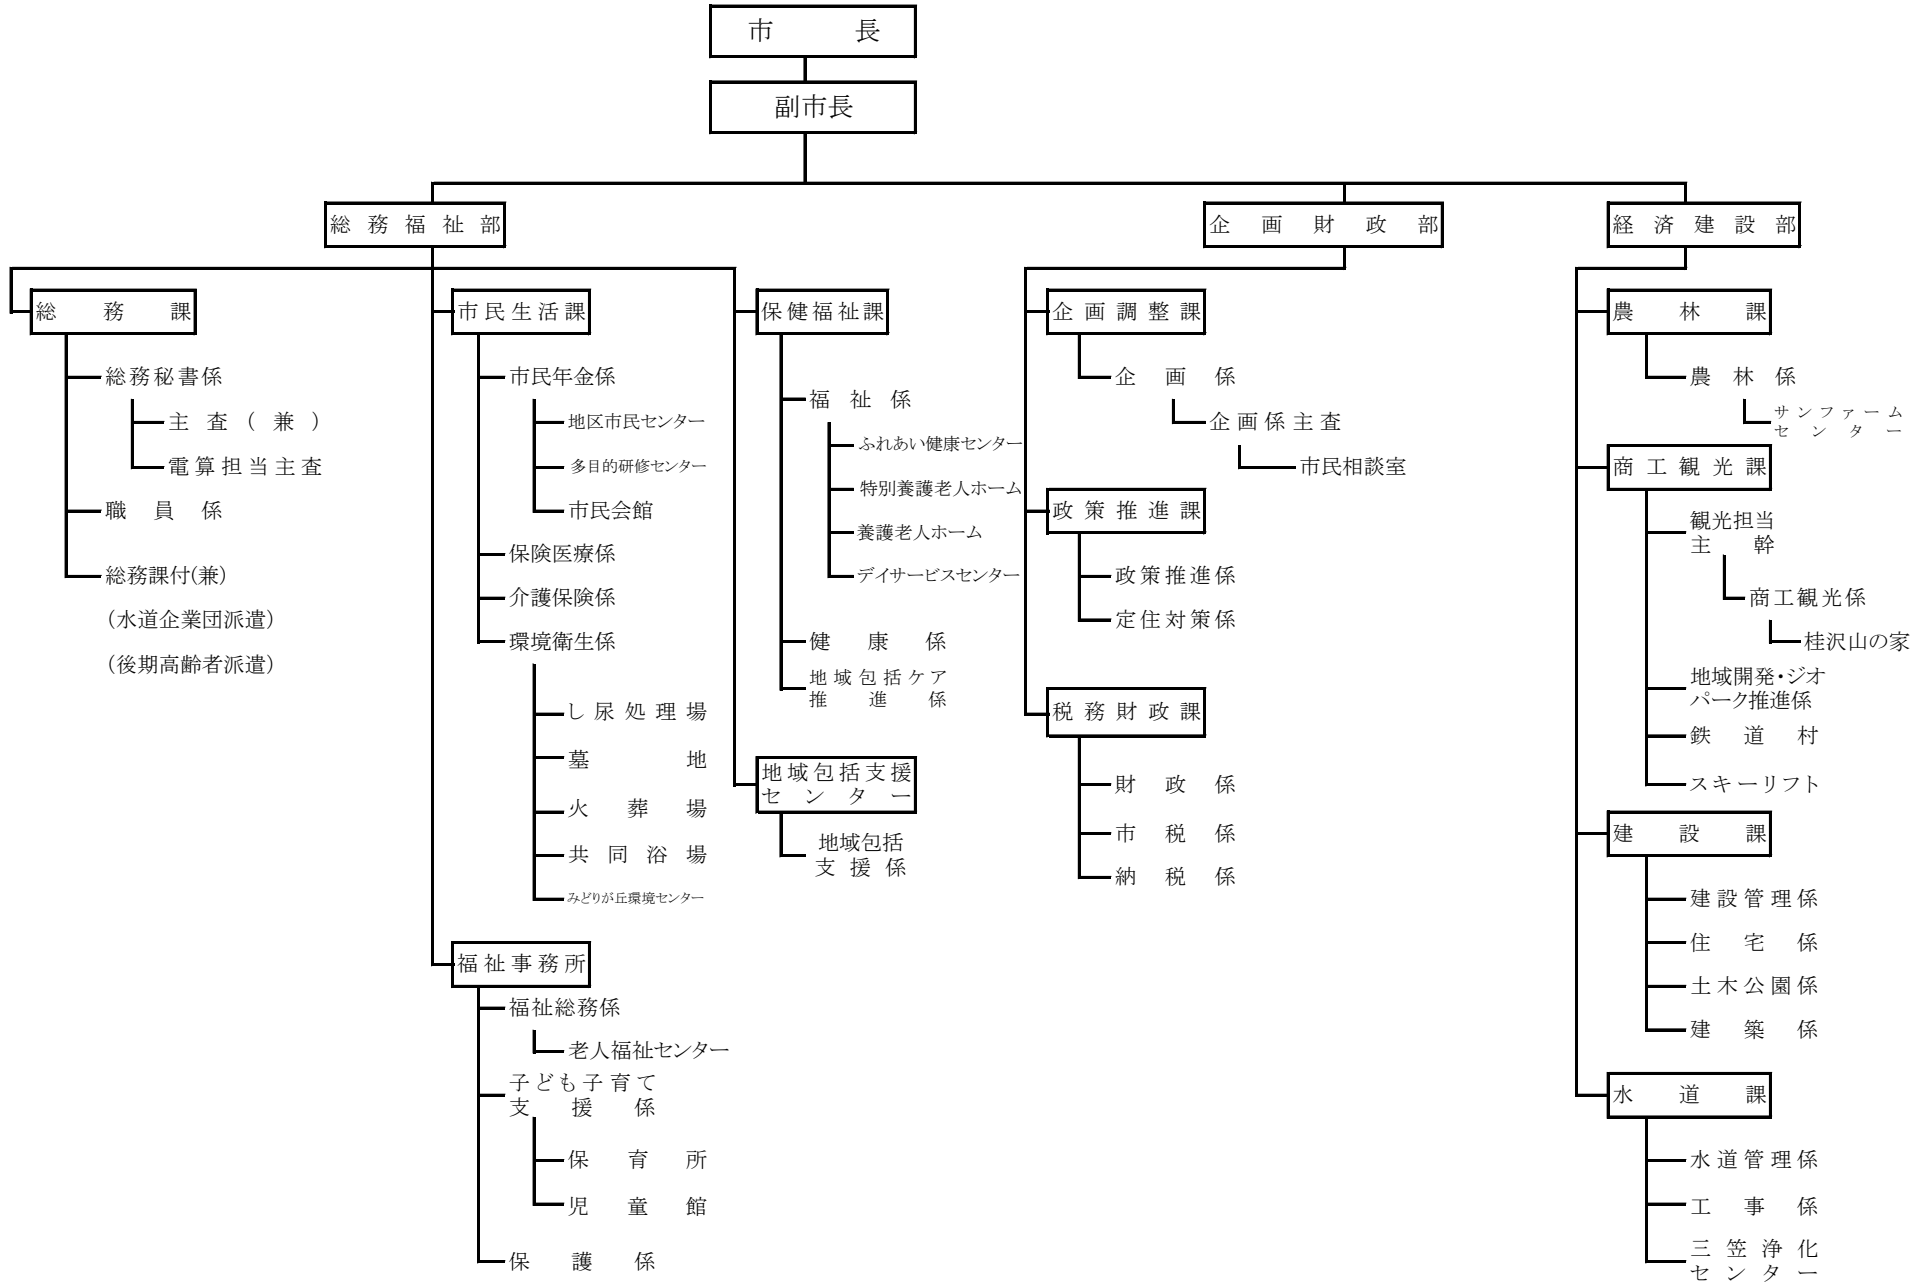 市長
副市長
総務福祉部
企画財政部
経済建設部
総務課
総務秘書係
主査(兼)
電算担当主査
職員係
総務課付(兼)
(水道企業団派遣)
(後期高齢者派遣)
市民生活課
市民年金係
地区市民センター
多目的研修センター
市民会館
保険医療係
介護保険係
環境衛生係
し尿処理場
墓地
火葬場
共同浴場
みどりが丘環境センター
福祉事務所
福祉総務係
老人福祉センター
子ども子育て
支援係
保育所
児童館
保護係
保健福祉課
福祉係
ふれあい健康センター
特別養護老人ホーム
養護老人ホーム
デイサービスセンター
健康係
地域包括ケア
推進係
地域包括支援
センター
地域包括
支援係
企画調整課
企画係
企画係主査
市民相談室
政策推進課
政策推進係
定住対策係
税務財政課
財政係
市税係
納税係
農林課
農林係
サンファーム
センター
商工観光課
観光担当
主幹
商工観光係
桂沢山の家
地域開発・ジオ
パーク推進係
鉄道村
スキーリフト
建設課
建設管理係
住宅係
土木公園係
建築係
水道課
水道管理係
工事係
三笠浄化
センター